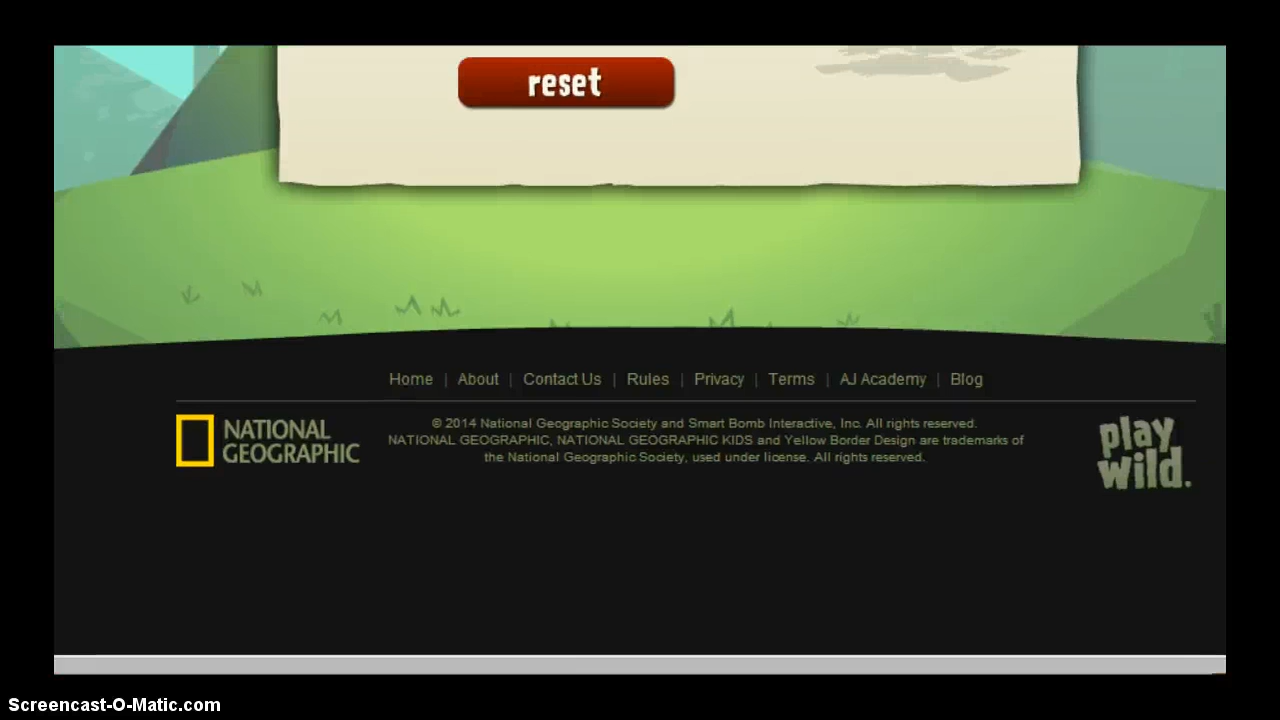 reset
Home | About | Contact Us | Rules | Privacy | Terms | AJ Academy | Blog
NATIONAL
GEOGRAPHIC
© 2014 National Geographic Society and Smart Bomb Interactive, Inc. All rights reserved.
NATIONAL GEOGRAPHIC, NATIONAL GEOGRAPHIC KIDS and Yellow Border Design are trademarks of
the National Geographic Society, used under license. All rights reserved.
play
wild.
Screencast-O-Matic.com